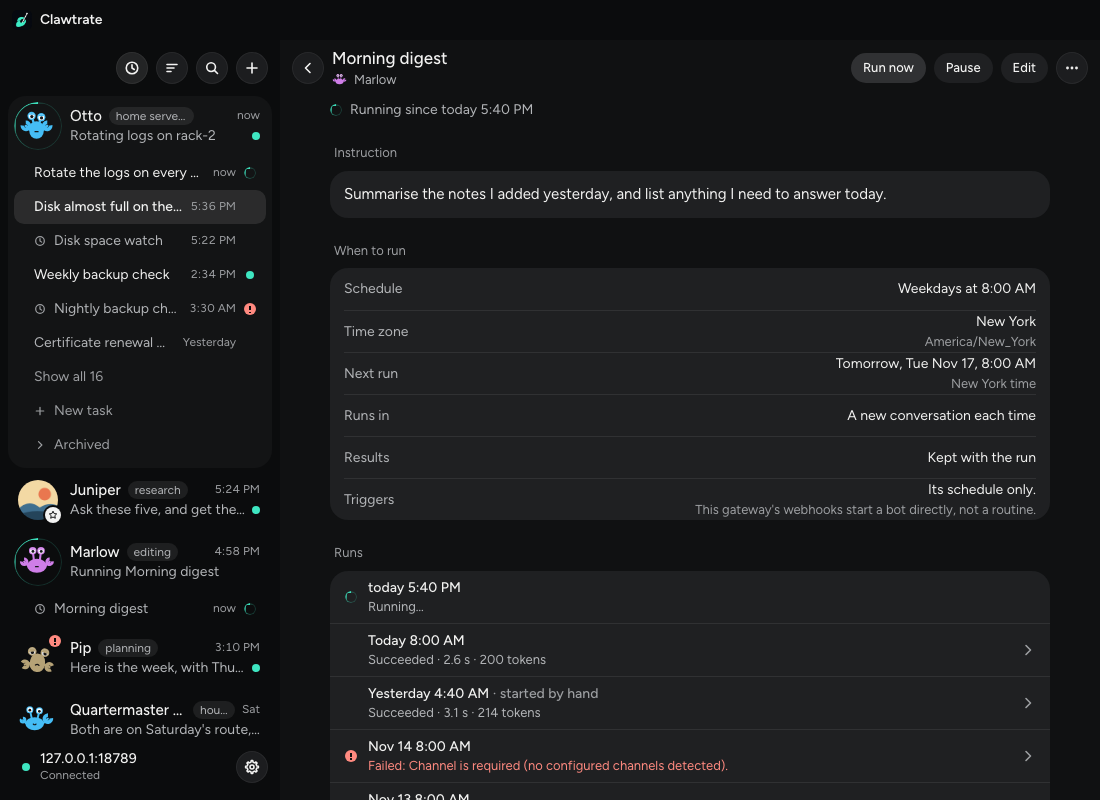 Clawtrate
Otto
home serve...
now
Rotating logs on rack-2
Rotate the logs on every ...
now
Disk almost full on the...
5:36 PM
Disk space watch
5:22 PM
Weekly backup check
2:34 PM
Nightly backup ch...
3:30 AM
Certificate renewal ...
Yesterday
Show all 16
New task
Archived
Juniper
research
5:24 PM
Ask these five, and get the...
Marlow
editing
4:58 PM
Running Morning digest
Morning digest
now
Pip
planning
3:10 PM
Here is the week, with Thu...
Quartermaster ...
hou...
Sat
Both are on Saturday's route,...
127.0.0.1:18789
Connected
Morning digest
Marlow
Run now
Pause
Edit
Running since today 5:40 PM
Instruction
Summarise the notes I added yesterday, and list anything I need to answer today.
When to run
Schedule
Weekdays at 8:00 AM
Time zone
New York
America/New_York
Next run
Tomorrow, Tue Nov 17, 8:00 AM
New York time
Runs in
A new conversation each time
Results
Kept with the run
Triggers
Its schedule only.
This gateway's webhooks start a bot directly, not a routine.
Runs
today 5:40 PM
Running...
Today 8:00 AM
Succeeded · 2.6 s · 200 tokens
Yesterday 4:40 AM · started by hand
Succeeded · 3.1 s · 214 tokens
Nov 14 8:00 AM
Failed: Channel is required (no configured channels detected).
Nov 13 8:00 AM